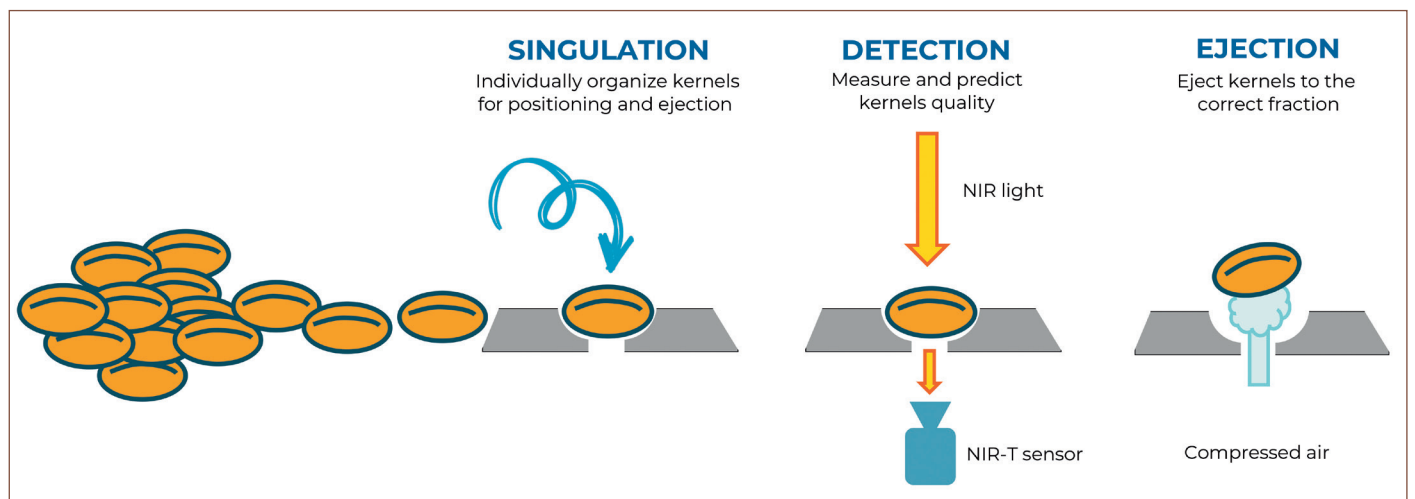 SINGULATION
Individually organize kernels
for positioning and ejection
DETECTION
Measure and predict
kernels quality
NIR light
NIR-T sensor
EJECTION
Eject kernels to the
correct fraction
Compressed air